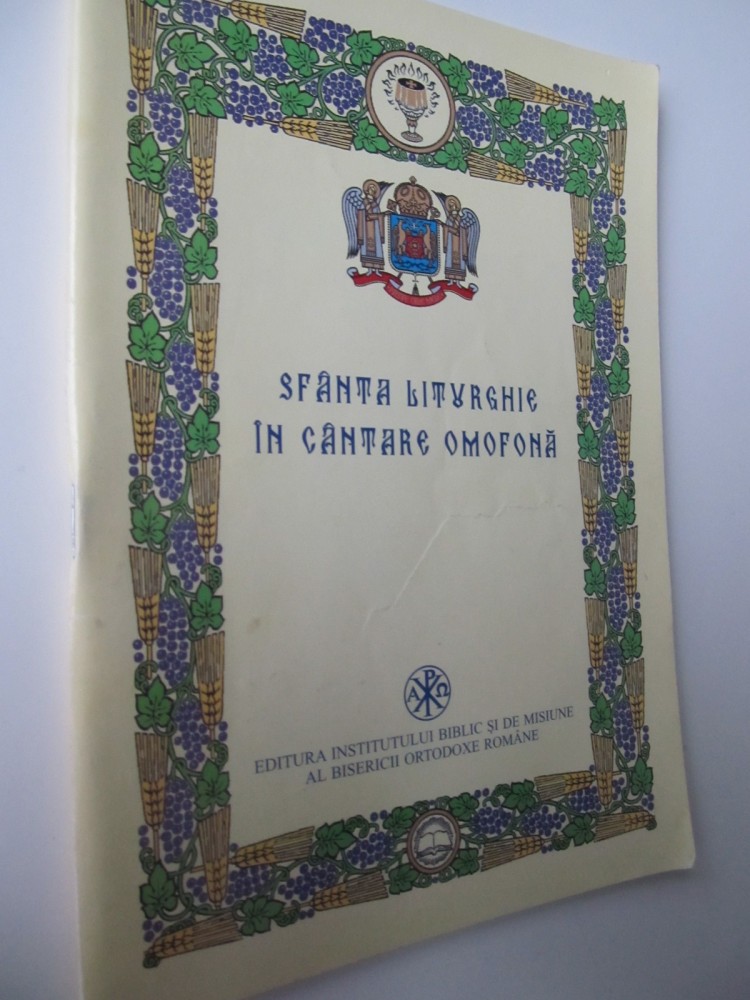 SFÂNTA LITURGHIE
ÎN CÂNTARE OMOFONĂ
Α Ρ Ω
EDITURA INSTITUTULUI BIBLIC ȘI DE MISIUNE
AL BISERICII ORTODOXE ROMÂNE